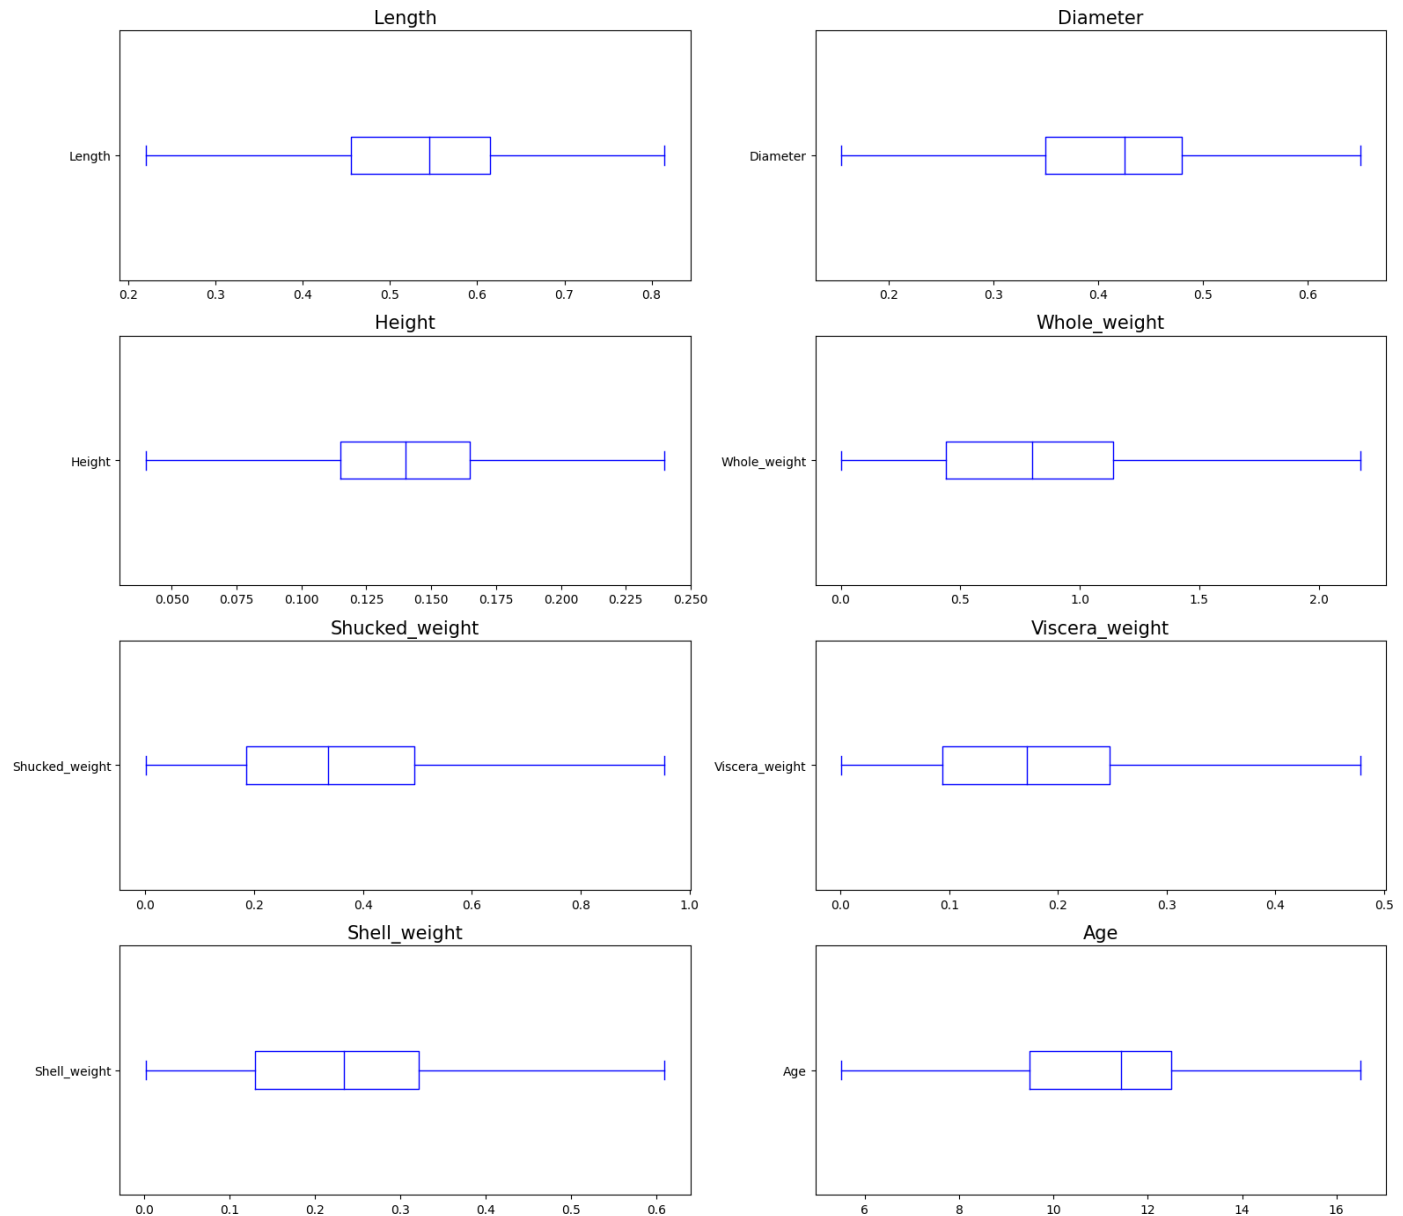 Length
Diameter
Length
Diameter
0.2 0.3 0.4 0.5 0.6 0.7 0.8
0.2 0.3 0.4 0.5 0.6
Height
Whole_weight
Height
Whole_weight
0.050 0.075 0.100 0.125 0.150 0.175 0.200 0.225 0.250
0.0 0.5 1.0 1.5 2.0
Shucked_weight
Viscera_weight
Shucked_weight
Viscera_weight
0.0 0.2 0.4 0.6 0.8 1.0
0.0 0.1 0.2 0.3 0.4 0.5
Shell_weight
Age
Shell_weight
Age
0.0 0.1 0.2 0.3 0.4 0.5 0.6
6 8 10 12 14 16